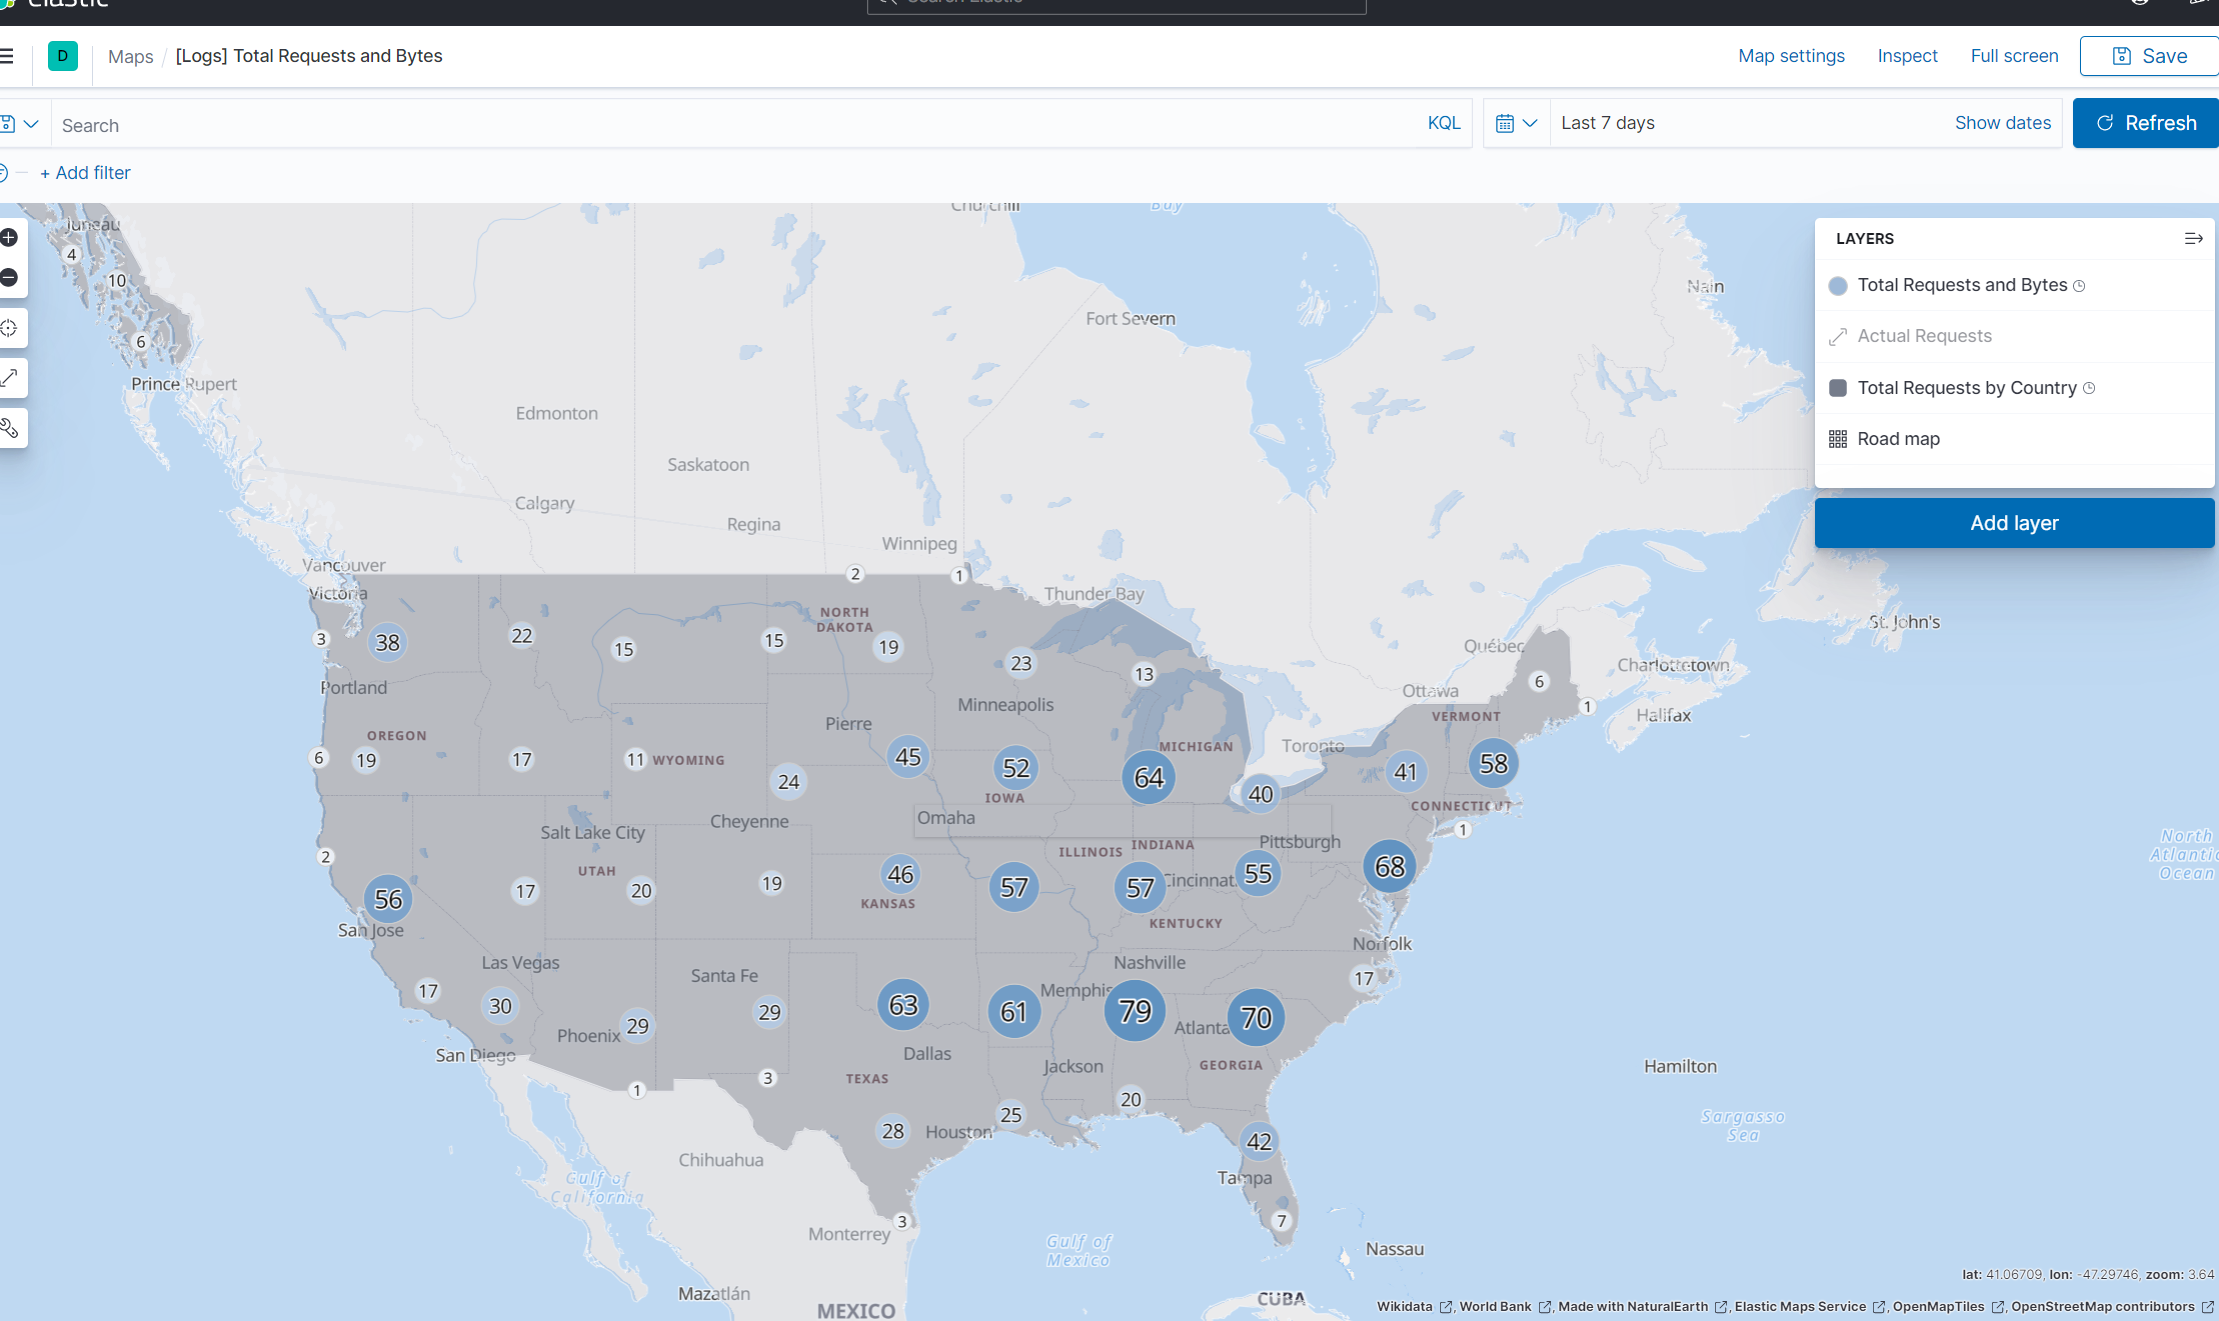 elastic
Search Elastic
D
Maps / [Logs] Total Requests and Bytes
Map settings
Inspect
Full screen
Save
Search
KQL
Last 7 days
Show dates
Refresh
+ Add filter
LAYERS
Total Requests and Bytes
Actual Requests
Total Requests by Country
Road map
Add layer
Churchill
Bay
Juneau
4
10
Nain
Fort Severn
6
Prince Rupert
Edmonton
Saskatoon
Calgary
Regina
Winnipeg
Vancouver
2
1
Victoria
Thunder Bay
NORTH
DAKOTA
St. John's
3
38
22
15
15
19
23
13
Québec
6
Charlottetown
Portland
Ottawa
1
Minneapolis
VERMONT
Halifax
Pierre
OREGON
MICHIGAN
Toronto
6
19
17
11
WYOMING
24
45
52
64
40
41
58
IOWA
CONNECTICUT
Omaha
Cheyenne
Salt Lake City
1
Pittsburgh
North
Atlantic
Ocean
ILLINOIS
INDIANA
2
UTAH
56
17
20
19
46
57
57
Cincinnat
55
68
KANSAS
KENTUCKY
San Jose
Norfolk
Las Vegas
Santa Fe
Nashville
17
30
Memphis
17
Phoenix
29
29
63
61
79
Atlanta
70
San Diego
Dallas
Jackson
GEORGIA
Hamilton
1
3
TEXAS
20
Sargasso
Sea
28
Houston
25
42
Chihuahua
Gulf of
California
Tampa
Monterrey
3
7
Gulf of
Mexico
Nassau
Mazatlán
CUBA
MEXICO
lat: 41.06709, lon: -47.29746, zoom: 3.64
Wikidata , World Bank , Made with NaturalEarth , Elastic Maps Service , OpenMapTiles , OpenStreetMap contributors